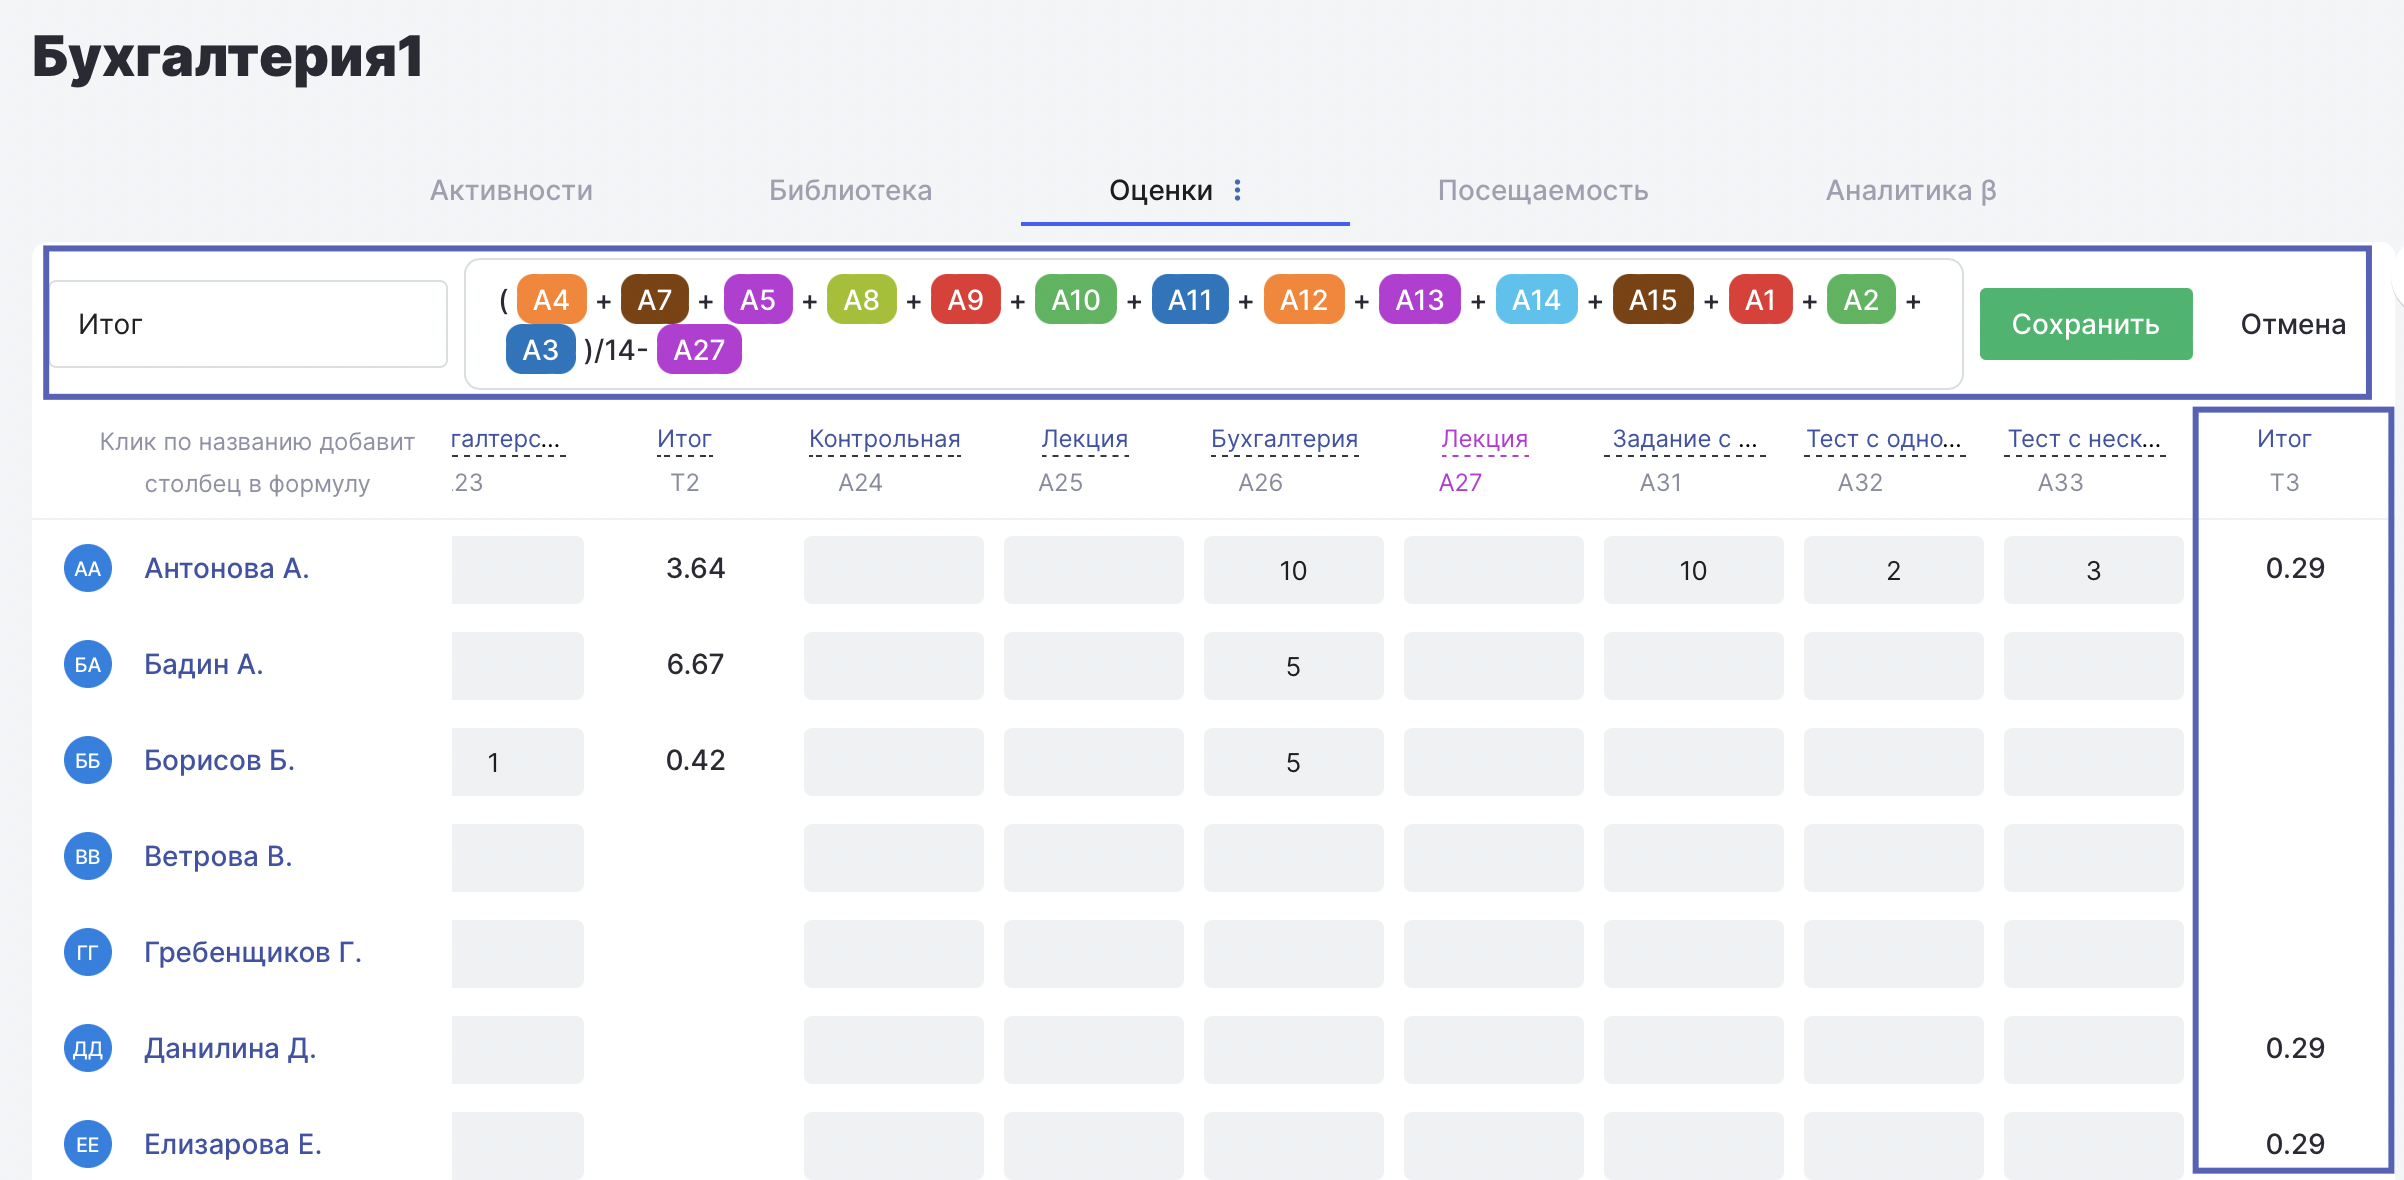 Бухгалтерия1
Активности Библиотека Оценки Посещаемость Аналитика β
Итог
( A4 + A7 + A5 + A8 + A9 + A10 + A11 + A12 + A13 + A14 + A15 + A1 + A2 +
A3 )/14- A27
Сохранить Отмена
Клик по названию добавит
столбец в формулу
галтерс... Итог Контрольная Лекция Бухгалтерия Лекция Задание с ... Тест с одно... Тест с неск... Итог
.23 T2 A24 A25 A26 A27 A31 A32 A33 T3
АА Антонова А. 3.64 10 10 2 3 0.29
БА Бадин А. 6.67 5
ББ Борисов Б. 1 0.42 5
ВВ Ветрова В.
ГГ Гребенщиков Г.
ДД Данилина Д. 0.29
ЕЕ Елизарова Е. 0.29